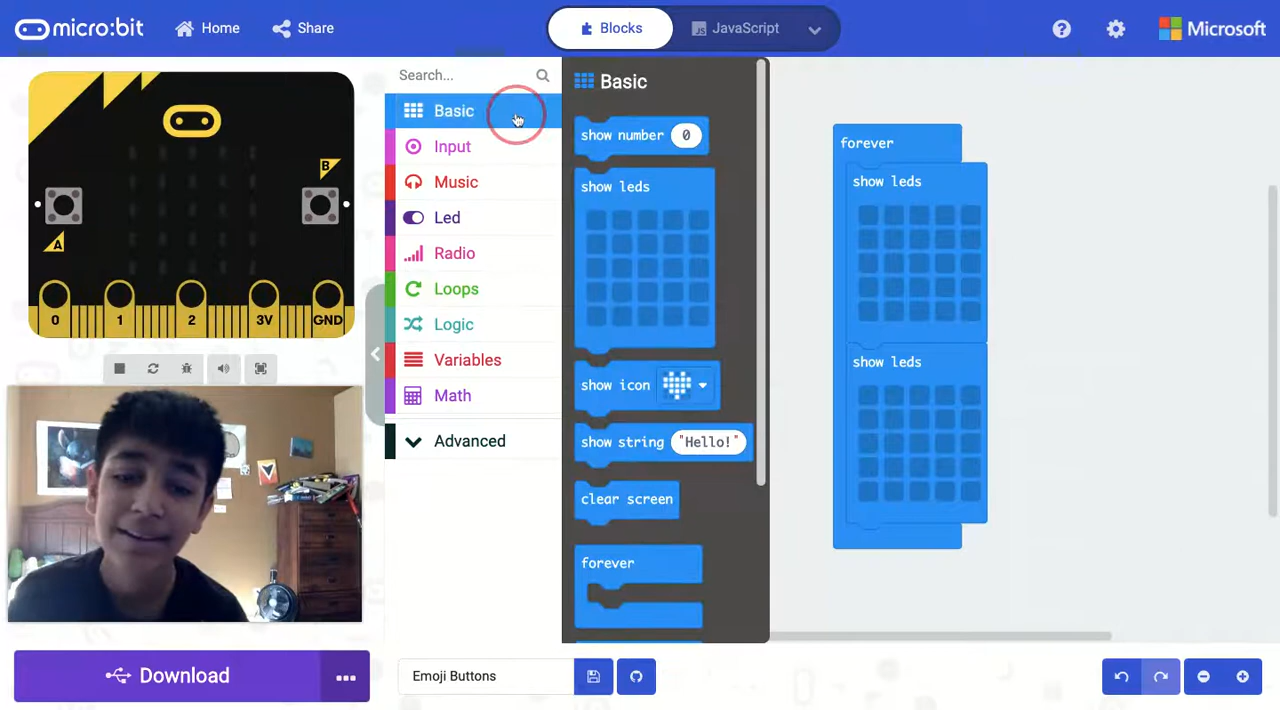 micro:bit
Home
Share
Blocks
JavaScript
Microsoft
B
A
0 1 2 3V GND
Search...
Basic
Input
Music
Led
Radio
Loops
Logic
Variables
Math
Advanced
Basic
show number 0
show leds
show icon
show string "Hello!"
clear screen
forever
forever
show leds
show leds
Download
Emoji Buttons